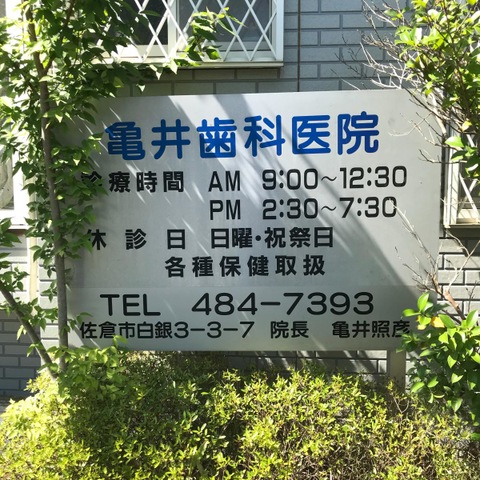 亀井歯科医院
診療時間 AM 9:00～12:30
PM 2:30～7:30
休診日 日曜・祝祭日
各種保健取扱
TEL 484-7393
佐倉市白銀3-3-7 院長 亀井照彦